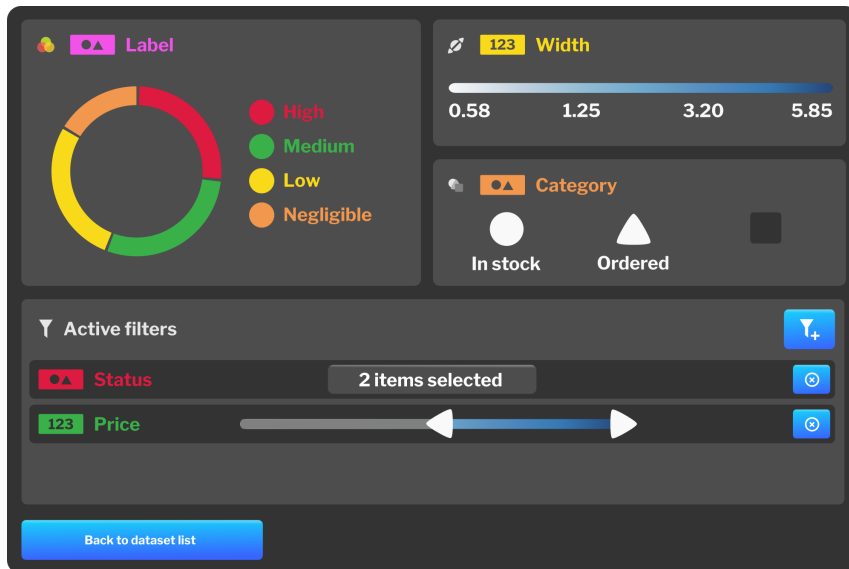 Label
High
Medium
Low
Negligible
123 Width
0.58 1.25 3.20 5.85
Category
In stock Ordered
Active filters
Status 2 items selected
123 Price
Back to dataset list